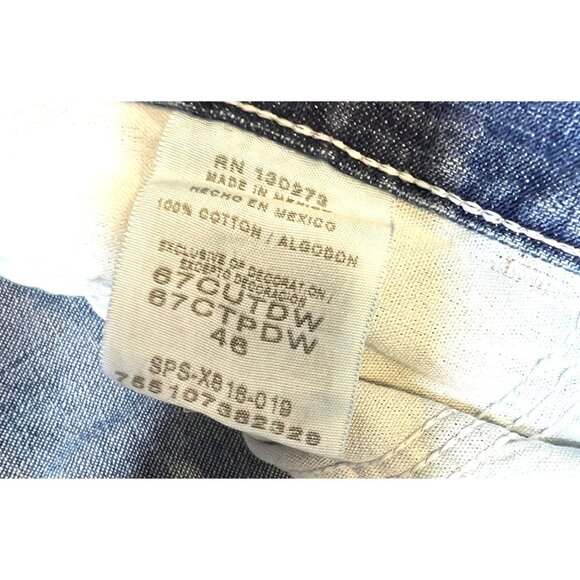 RN 130273
MADE IN MEXICO
HECHO EN MEXICO
100% COTTON / ALGODON
EXCLUSIVE OF DECORATION/
EXCEPTO DECORACION
67CUTDW
67CTPDW
46
SPS-X818-019
755107382328